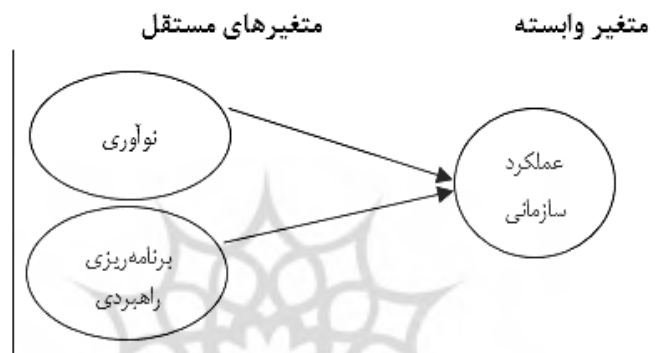 متغیر وابسته
متغیرهای مستقل
نوآوری
عملکرد
سازمانی
برنامه‌ریزی
راهبردی